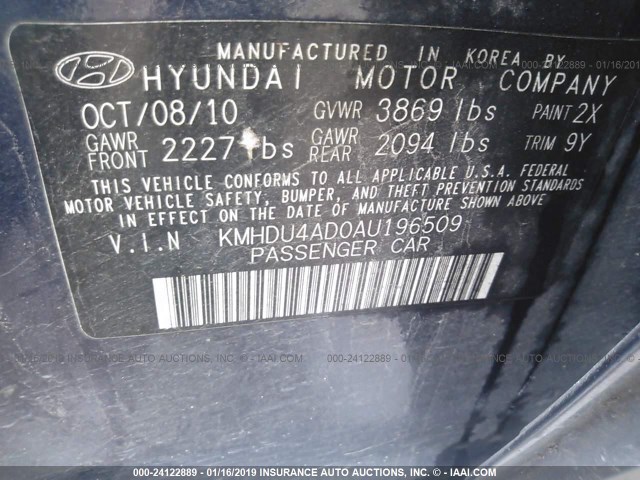 MANUFACTURED IN KOREA BY
HYUNDAI MOTOR COMPANY
OCT/08/10 GVWR 3869 lbs PAINT 2X
GAWR FRONT 2227 lbs GAWR REAR 2094 lbs TRIM 9Y
THIS VEHICLE CONFORMS TO ALL APPLICABLE U.S.A. FEDERAL
MOTOR VEHICLE SAFETY, BUMPER, AND THEFT PREVENTION STANDARDS
IN EFFECT ON THE DATE OF MANUFACTURE SHOWN ABOVE
V.I.N KMHDU4AD0AU196509
PASSENGER CAR
000-24122889 - 01/16/2019 INSURANCE AUTO AUCTIONS - © - IAAI.COM